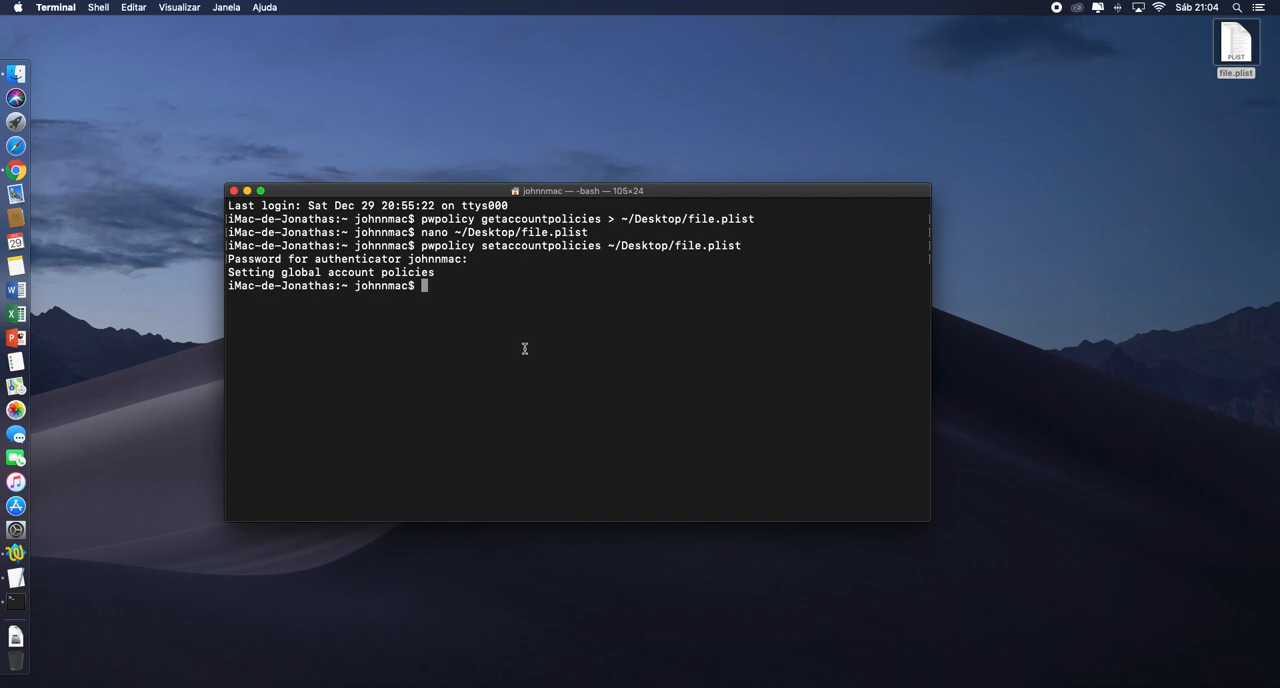 Terminal Shell Editar Visualizar Janela Ajuda
Sáb 21:04
PLIST
file.plist
johnnmac — -bash — 105×24
Last login: Sat Dec 29 20:55:22 on ttys000
iMac-de-Jonathas:~ johnnmac$ pwpolicy getaccountpolicies > ~/Desktop/file.plist
iMac-de-Jonathas:~ johnnmac$ nano ~/Desktop/file.plist
iMac-de-Jonathas:~ johnnmac$ pwpolicy setaccountpolicies ~/Desktop/file.plist
Password for authenticator johnnmac:
Setting global account policies
iMac-de-Jonathas:~ johnnmac$
29